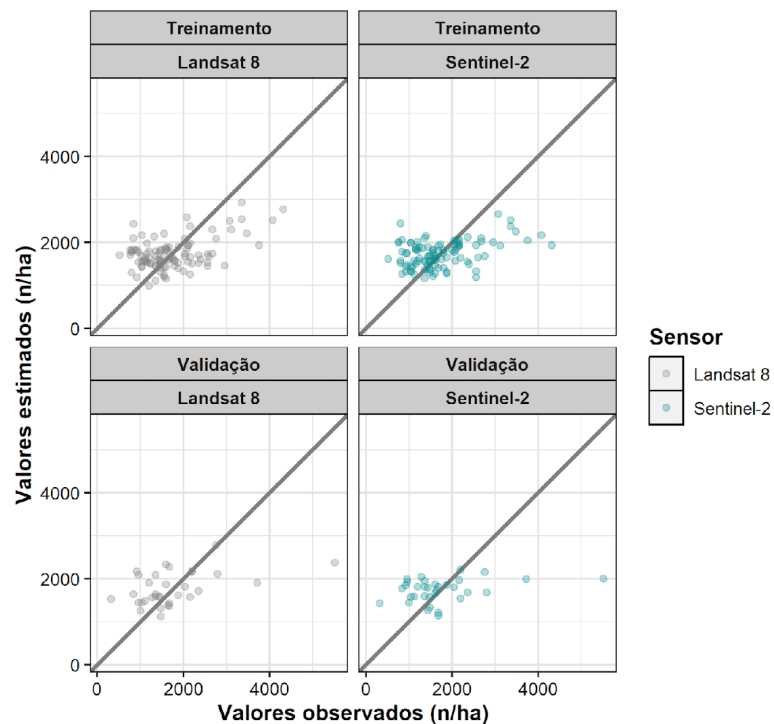 Treinamento
Treinamento
Landsat 8
Sentinel-2
4000
2000
0
Validação
Validação
Landsat 8
Sentinel-2
4000
2000
0
0
2000
4000
0
2000
4000
Valores observados (n/ha)
Valores estimados (n/ha)
Sensor
Landsat 8
Sentinel-2